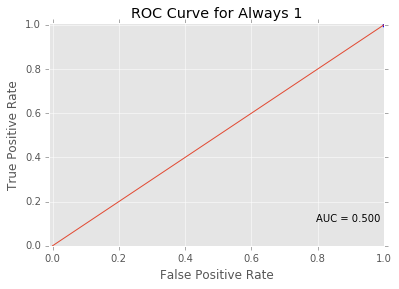 ROC Curve for Always 1
1.0
0.8
0.6
0.4
0.2
0.0
True Positive Rate
AUC = 0.500
0.0 0.2 0.4 0.6 0.8 1.0
False Positive Rate